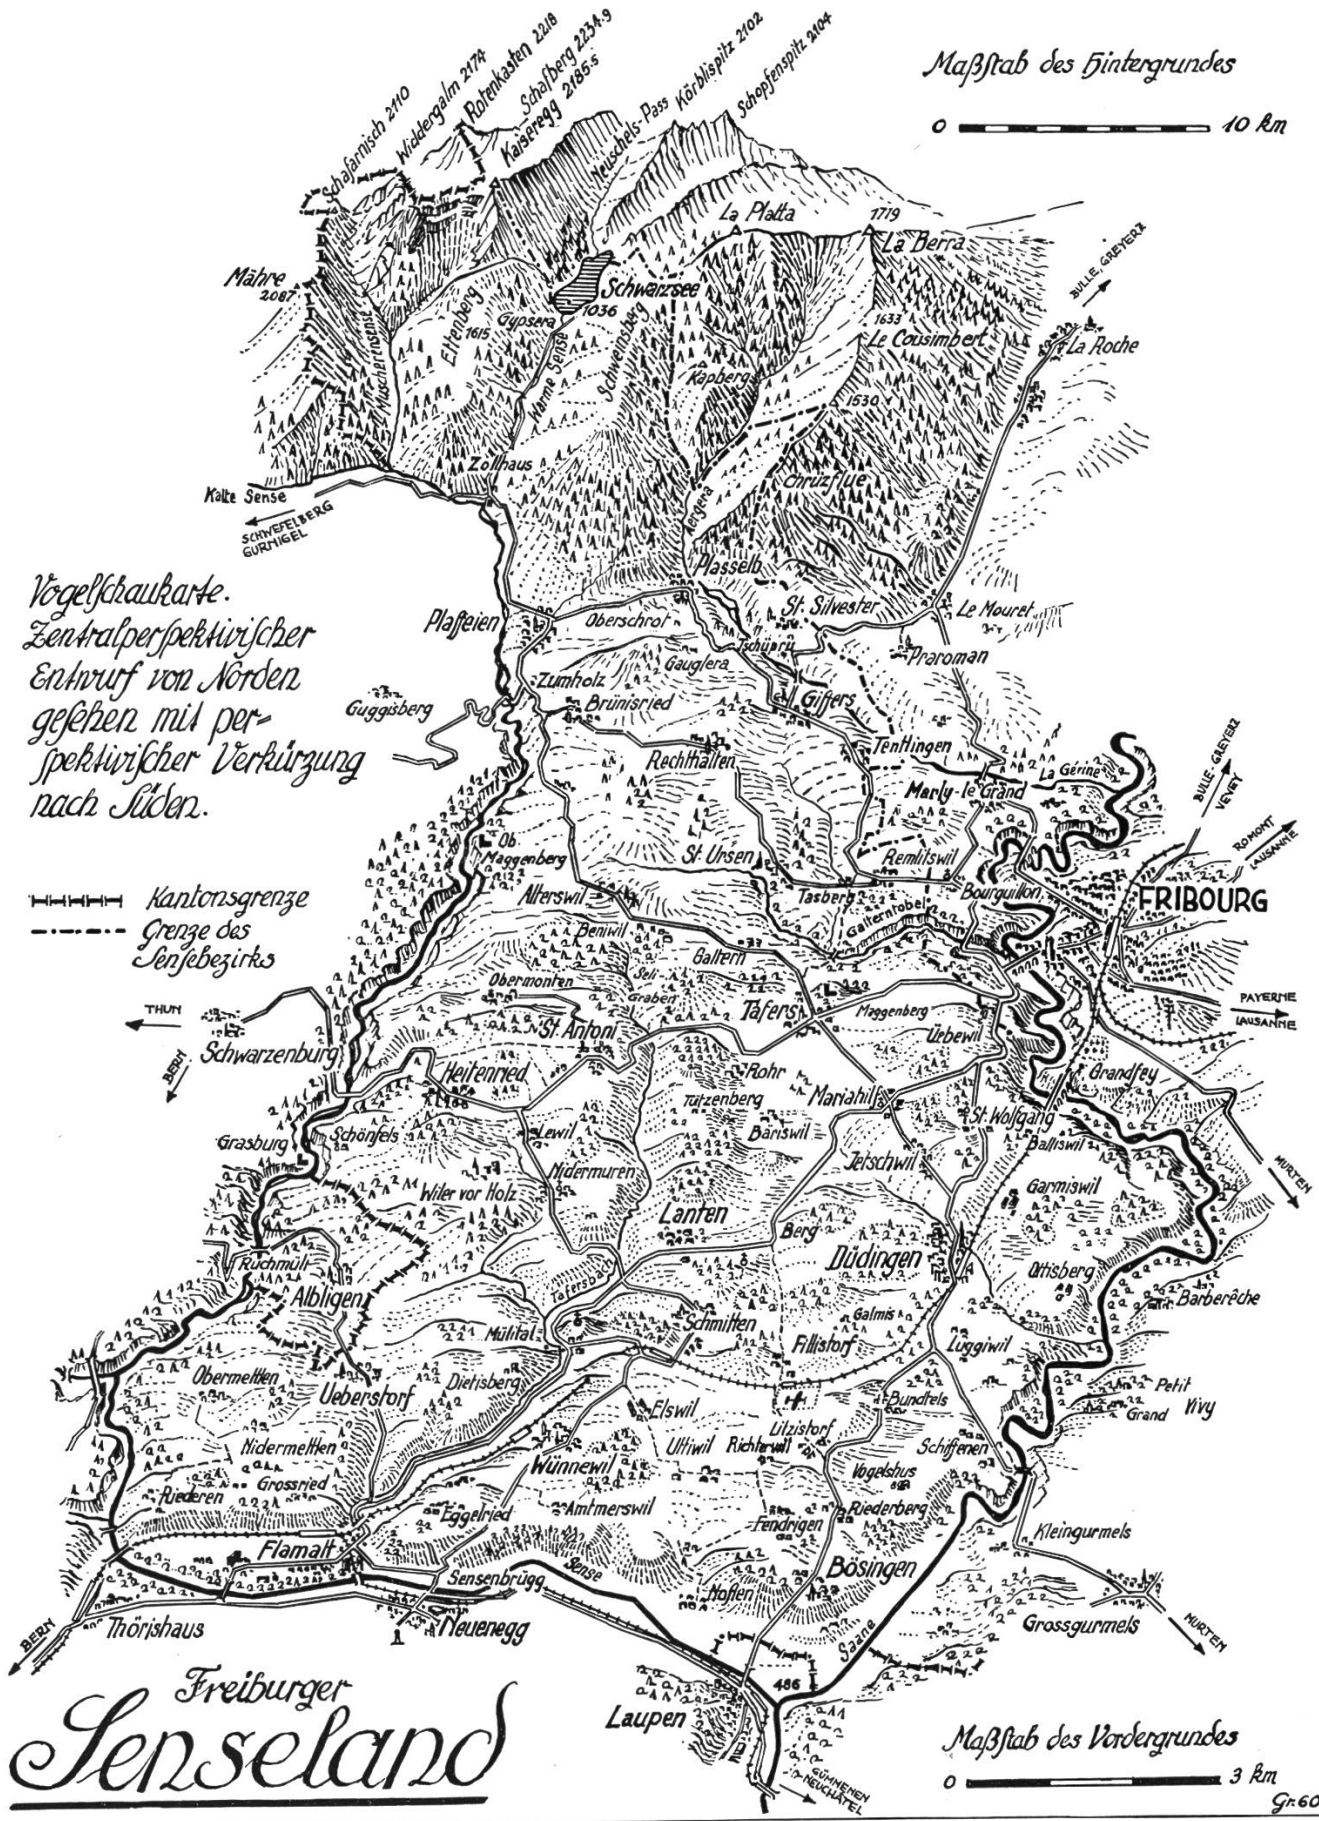 Maßstab des Hintergrundes
0 10 km
Schafarnisch 2110
Widdergalm 2174
Rotenkasten 2218
Schafberg 2234.9
Kaiseregg 2185.5
Neuschels-Pass
Körblispitz 2102
Schopfenspitz 2104
La Platta
1719
La Berra
BULLE, GREYERZ
Mähre
2087
Schwarzsee
1036
Gypsera
Ettenberg
1615
Muscherensense
Warme Sense
Schweinsberg
Kapberg
1633
Le Cousimbert
La Roche
1530
Zollhaus
Chrüzflue
Kalte Sense
SCHWEFELBERG
GURNIGEL
Aergera
Plasselb
Vogelschaukarte.
Zentralperspektivischer
Entwurf von Norden
gesehen mit per-
spektivischer Verkürzung
nach Süden.
Plaffeien
Oberschrot
St. Silvester
Le Mouret
Tschüprü
Praroman
Gauglera
Zumholz
Guggisberg
Brünisried
Giffers
Rechthalten
Tentlingen
La Gérine
Marly-le Grand
BULLE-GREYERZ
VEVEY
ROMONT
LAUSANNE
Ob.
Maggenberg
St. Ursen
Remlitswil
Kantonsgrenze
Grenze des
Sensebezirks
Alterswil
Tasberg
Bourguillon
FRIBOURG
Galterntobel
Beniwil
Galtern
Seli-
Graben
Obermonten
St. Antoni
Tafers
Maggenberg
Uebewil
PAYERNE
LAUSANNE
THUN
Schwarzenburg
BERN
Heitenried
Rohr
Mariahilf
Grandfey
Tützenberg
St. Wolfgang
Grasburg
Schönfels
Lewil
Bäriswil
Balliswil
Nidermuren
Jetschwil
MURTEN
Wiler vor Holz
Garmiswil
Lanten
Berg
Düdingen
Ruchmüli
Tafersbach
Ottisberg
Albligen
Barberêche
Mülital
Schmitten
Galmis
Fillistorf
Zuggiwil
Obermettlen
Ueberstorf
Dietisberg
Petit
Grand Vivy
Elswil
Bundtels
Litzistorf
Nidermettlen
Uttiwil
Richterwil
Schiffenen
Wünnewil
Vogelshus
Grossried
Riederen
Eggelried
Amtmerswil
Riederberg
Fendrigen
Kleingurmels
Flamatt
Sense
Bösingen
Sensenbrügg
Noflen
Thörishaus
Neuenegg
Grossgurmels
BERN
Saane
MURTEN
486
Laupen
Freiburger
Senseland
Maßstab des Vordergrundes
0 3 km
GÜMMENEN
NEUCHÂTEL
Gr. 60